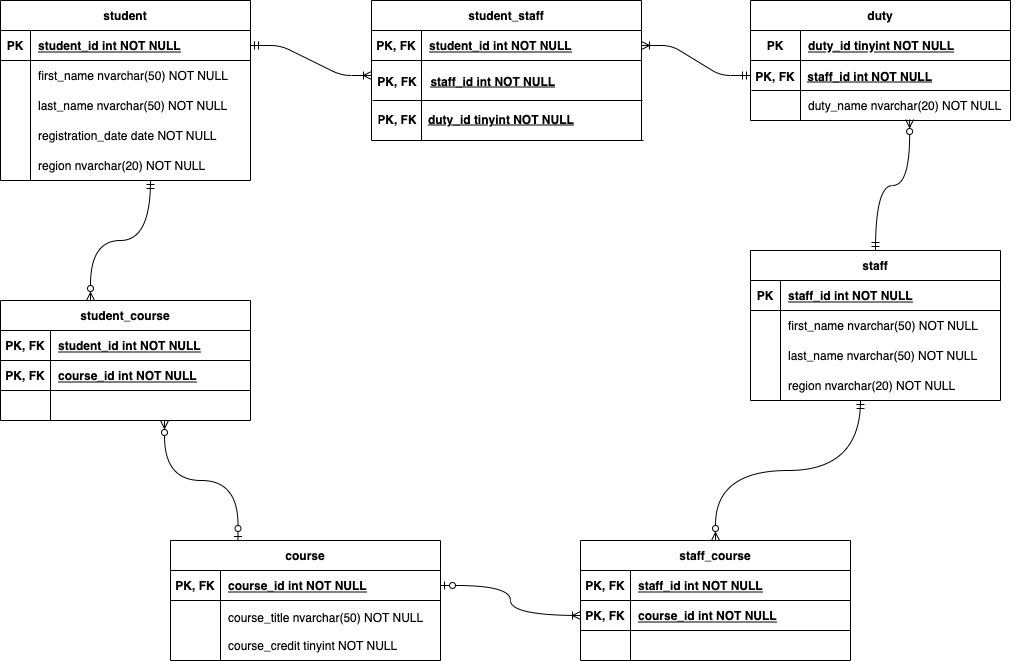 student
PK student_id int NOT NULL
first_name nvarchar(50) NOT NULL
last_name nvarchar(50) NOT NULL
registration_date date NOT NULL
region nvarchar(20) NOT NULL
student_staff
PK, FK student_id int NOT NULL
PK, FK staff_id int NOT NULL
PK, FK duty_id tinyint NOT NULL
duty
PK duty_id tinyint NOT NULL
PK, FK staff_id int NOT NULL
duty_name nvarchar(20) NOT NULL
staff
PK staff_id int NOT NULL
first_name nvarchar(50) NOT NULL
last_name nvarchar(50) NOT NULL
region nvarchar(20) NOT NULL
student_course
PK, FK student_id int NOT NULL
PK, FK course_id int NOT NULL
course
PK, FK course_id int NOT NULL
course_title nvarchar(50) NOT NULL
course_credit tinyint NOT NULL
staff_course
PK, FK staff_id int NOT NULL
PK, FK course_id int NOT NULL